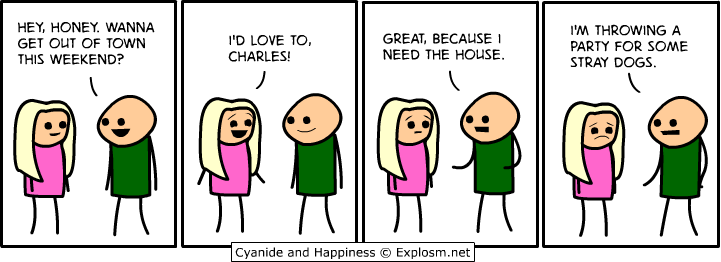 HEY, HONEY. WANNA
GET OUT OF TOWN
THIS WEEKEND?
I'D LOVE TO,
CHARLES!
GREAT, BECAUSE I
NEED THE HOUSE.
I'M THROWING A
PARTY FOR SOME
STRAY DOGS.
Cyanide and Happiness © Explosm.net